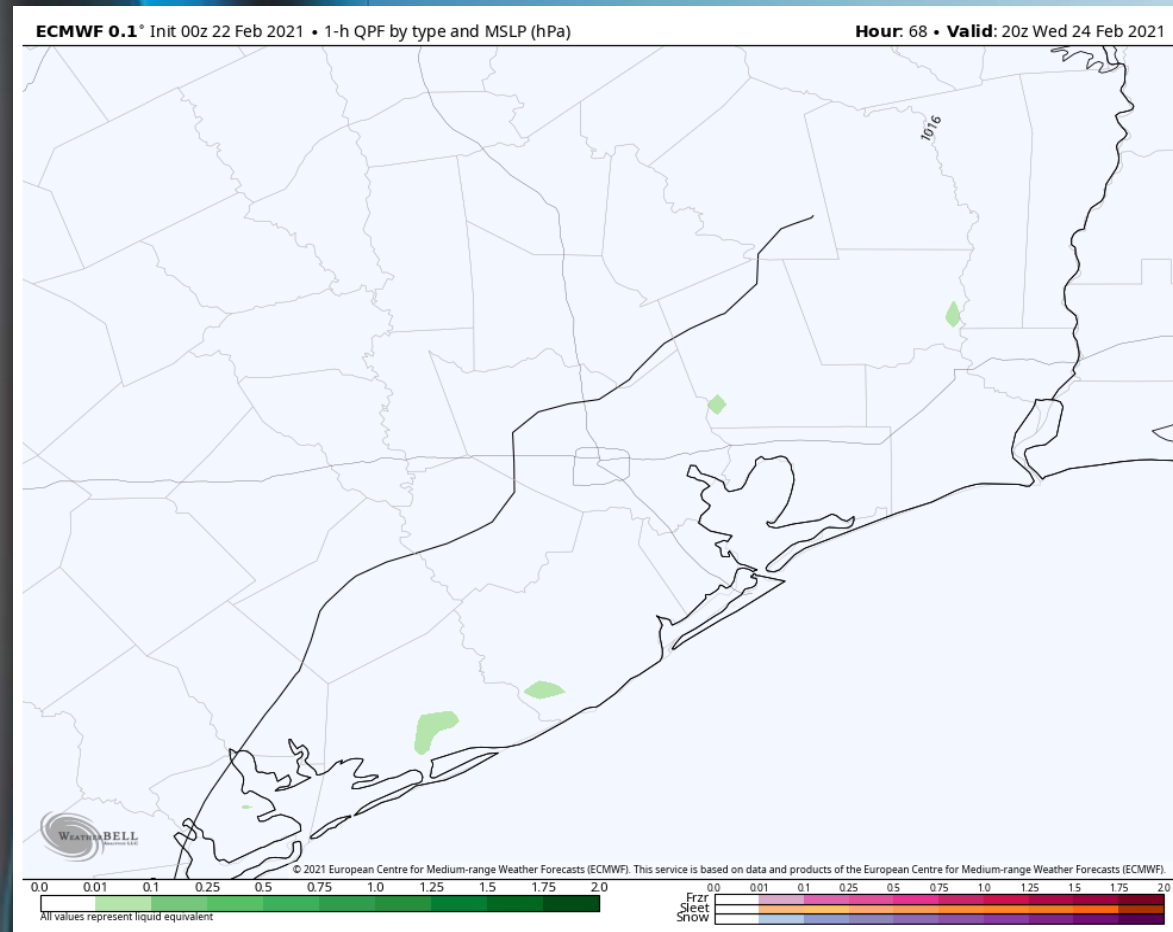 ECMWF 0.1° Init 00z 22 Feb 2021 • 1-h QPF by type and MSLP (hPa) Hour: 68 • Valid: 20z Wed 24 Feb 2021
1016
WEATHERBELL
© 2021 European Centre for Medium-range Weather Forecasts (ECMWF). This service is based on data and products of the European Centre for Medium-range Weather Forecasts (ECMWF).
0.0 0.01 0.1 0.25 0.5 0.75 1.0 1.25 1.5 1.75 2.0
All values represent liquid equivalent
0.0 0.01 0.1 0.25 0.5 0.75 1.0 1.25 1.5 1.75 2.0
Frzr
Sleet
Snow